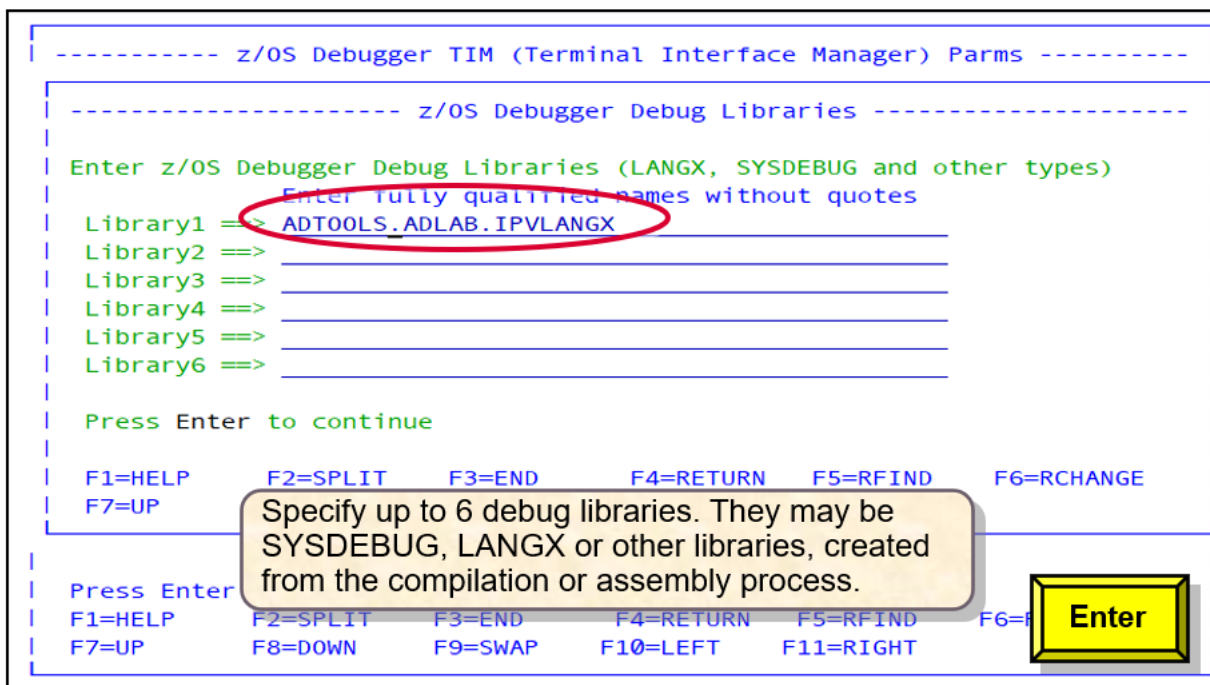 ----------- z/OS Debugger TIM (Terminal Interface Manager) Parms ----------
---------------------- z/OS Debugger Debug Libraries ---------------------
Enter z/OS Debugger Debug Libraries (LANGX, SYSDEBUG and other types)
Enter fully qualified names without quotes
Library1 ==> ADTOOLS.ADLAB.IPVLANGX
Library2 ==>
Library3 ==>
Library4 ==>
Library5 ==>
Library6 ==>
Press Enter to continue
F1=HELP F2=SPLIT F3=END F4=RETURN F5=RFIND F6=RCHANGE
F7=UP
Specify up to 6 debug libraries. They may be
SYSDEBUG, LANGX or other libraries, created
from the compilation or assembly process.
Press Enter
F1=HELP F2=SPLIT F3=END F4=RETURN F5=RFIND
F7=UP F8=DOWN F9=SWAP F10=LEFT F11=RIGHT
Enter